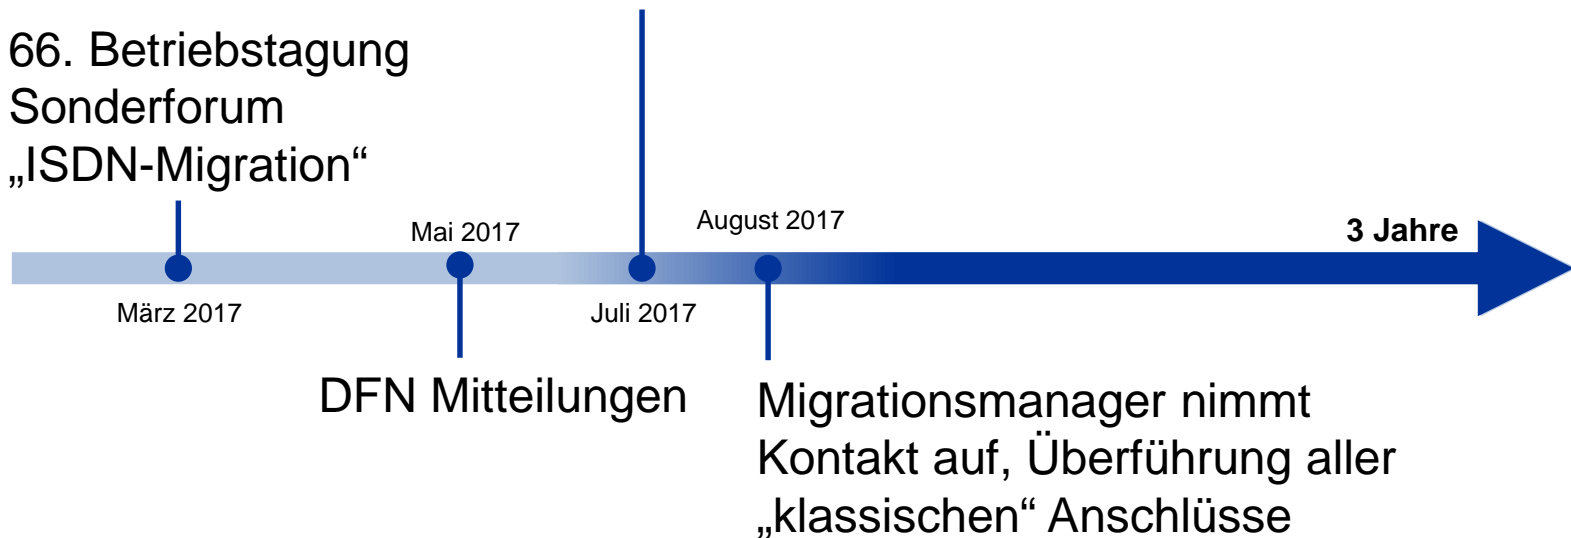 66. Betriebstagung
Sonderforum
„ISDN-Migration“
März 2017
Mai 2017
DFN Mitteilungen
Juli 2017
August 2017
Migrationsmanager nimmt
Kontakt auf, Überführung aller
„klassischen“ Anschlüsse
3 Jahre